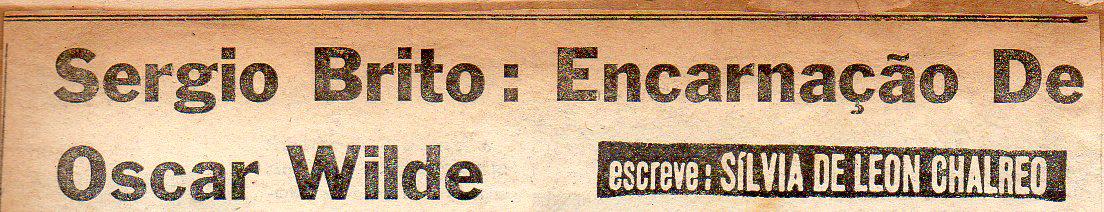 Sergio Brito: Encarnação De
Oscar Wilde
escreve: SÍLVIA DE LEON CHALREO